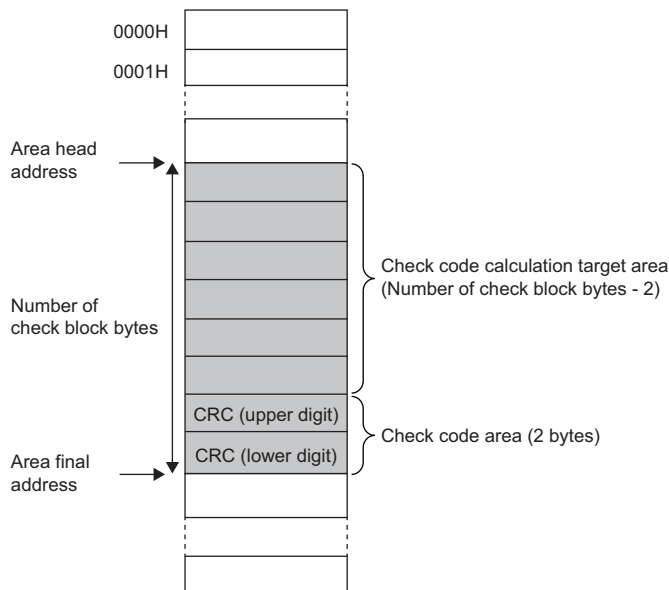 0000H
0001H
Area head
address
Number of
check block bytes
Check code calculation target area
(Number of check block bytes - 2)
CRC (upper digit)
CRC (lower digit)
Check code area (2 bytes)
Area final
address